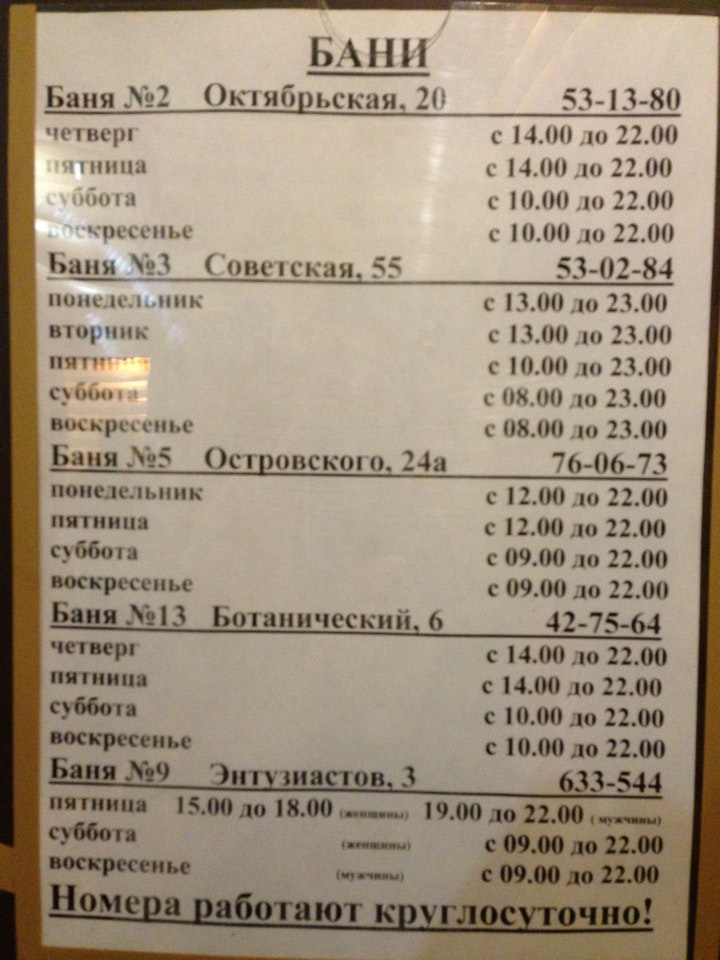 БАНИ
Баня №2 Октябрьская, 20 53-13-80
четверг с 14.00 до 22.00
пятница с 14.00 до 22.00
суббота с 10.00 до 22.00
воскресенье с 10.00 до 22.00
Баня №3 Советская, 55 53-02-84
понедельник с 13.00 до 23.00
вторник с 13.00 до 23.00
пятница с 10.00 до 23.00
суббота с 08.00 до 23.00
воскресенье с 08.00 до 23.00
Баня №5 Островского, 24а 76-06-73
понедельник с 12.00 до 22.00
пятница с 12.00 до 22.00
суббота с 09.00 до 22.00
воскресенье с 09.00 до 22.00
Баня №13 Ботанический, 6 42-75-64
четверг с 14.00 до 22.00
пятница с 14.00 до 22.00
суббота с 10.00 до 22.00
воскресенье с 10.00 до 22.00
Баня №9 Энтузиастов, 3 633-544
пятница 15.00 до 18.00 (женщины) 19.00 до 22.00 (мужчины)
суббота (женщины) с 09.00 до 22.00
воскресенье (мужчины) с 09.00 до 22.00
Номера работают круглосуточно!